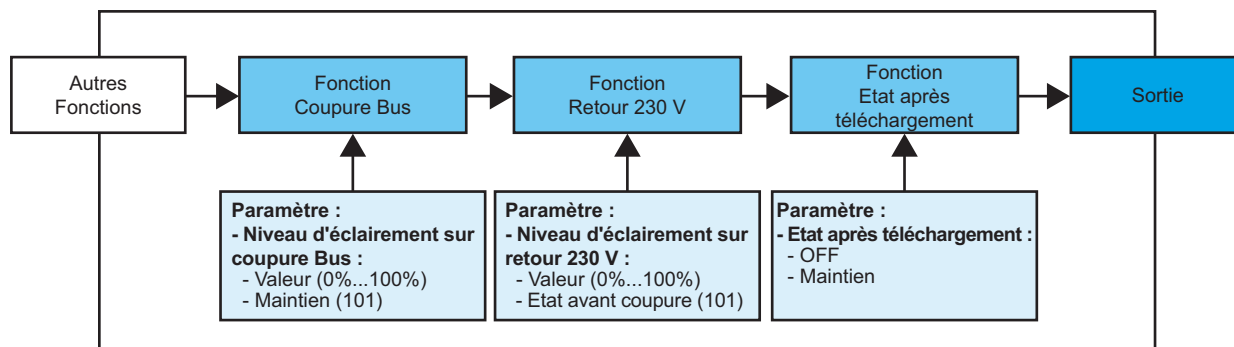 Autres
Fonctions
Fonction
Coupure Bus
Fonction
Retour 230 V
Fonction
Etat après
téléchargement
Sortie
Paramètre :
- Niveau d'éclairement sur
coupure Bus :
- Valeur (0%...100%)
- Maintien (101)
Paramètre :
- Niveau d'éclairement sur
retour 230 V :
- Valeur (0%...100%)
- Etat avant coupure (101)
Paramètre :
- Etat après téléchargement :
- OFF
- Maintien